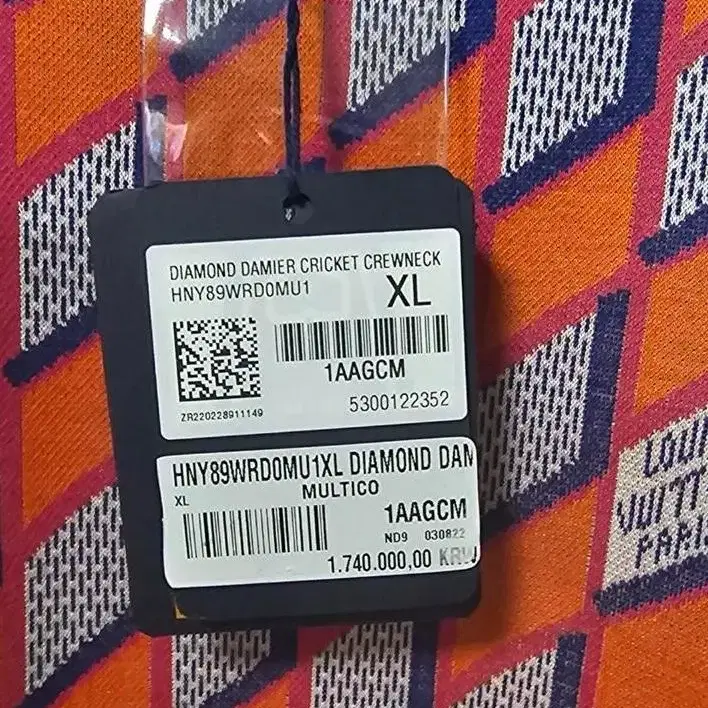 DIAMOND DAMIER CRICKET CREWNECK
HNY89WRD0MU1
XL
1AAGCM
ZR220228911149
5300122352
HNY89WRD0MU1XL DIAMOND DAM
XL
MULTICO
1AAGCM
ND9 030822
1.740.000,00 KRW
LOUI
VUITT
PARI